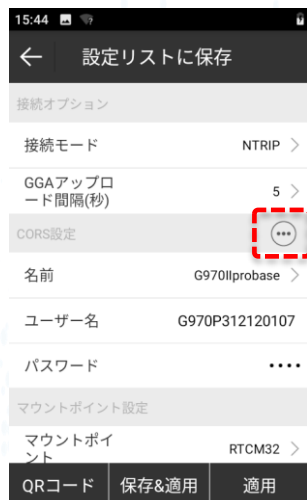 15:44
設定リストに保存
接続オプション
接続モード NTRIP
GGAアップロ
ード間隔(秒) 5
CORS設定
名前 G970IIprobase
ユーザー名 G970P312120107
パスワード ••••
マウントポイント設定
マウントポイ
ント RTCM32
QRコード 保存&適用 適用